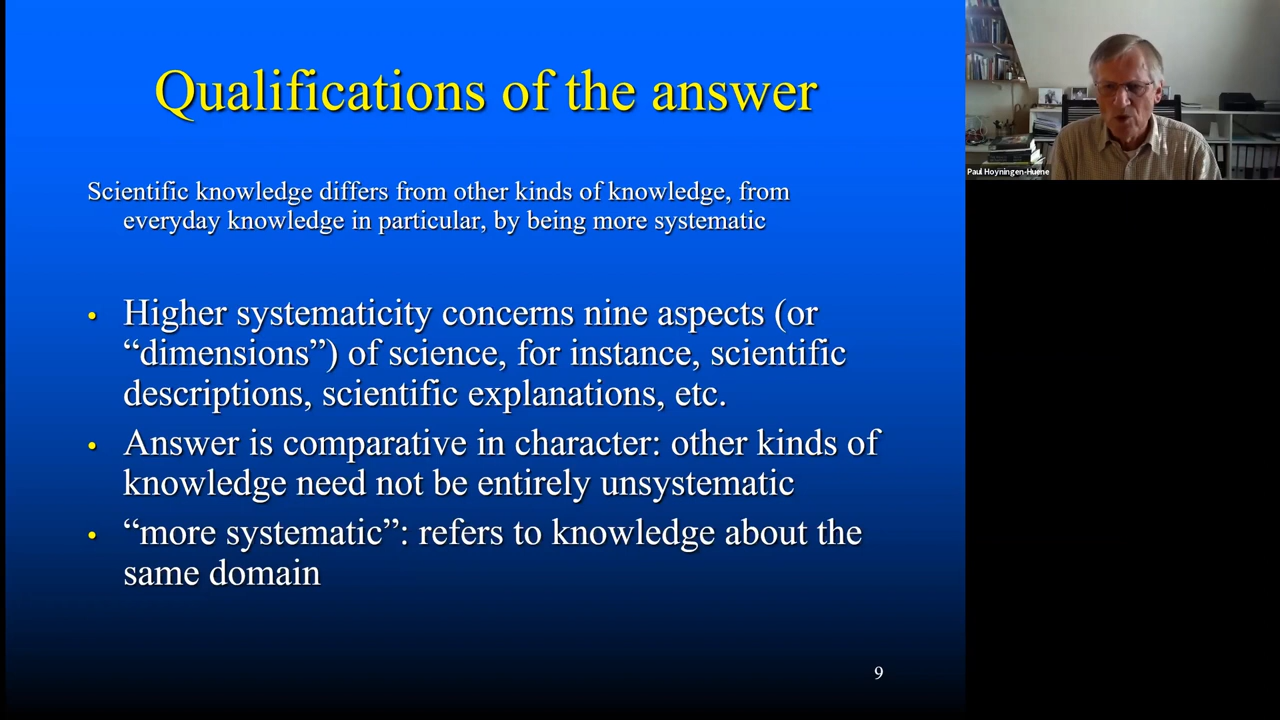 Qualifications of the answer
Scientific knowledge differs from other kinds of knowledge, from
everyday knowledge in particular, by being more systematic
• Higher systematicity concerns nine aspects (or
“dimensions”) of science, for instance, scientific
descriptions, scientific explanations, etc.
• Answer is comparative in character: other kinds of
knowledge need not be entirely unsystematic
• “more systematic”: refers to knowledge about the
same domain
9
Paul Hoyningen-Huene